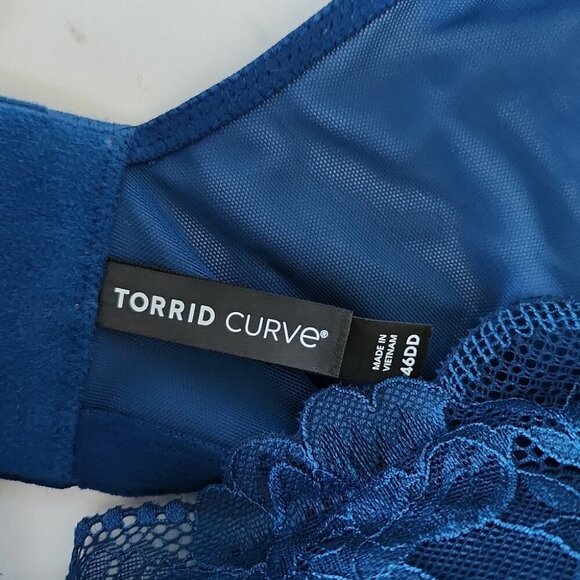 TORRID CURVE®
MADE IN
VIETNAM
46DD